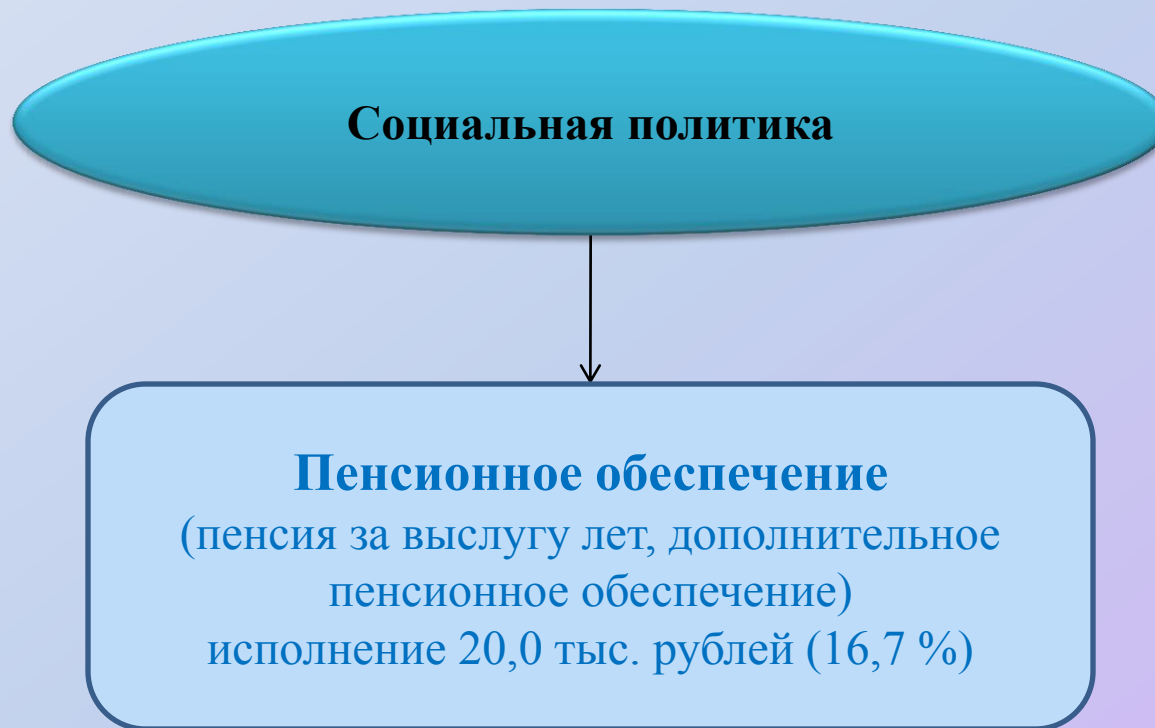 Социальная политика
Пенсионное обеспечение
(пенсия за выслугу лет, дополнительное
пенсионное обеспечение)
исполнение 20,0 тыс. рублей (16,7 %)